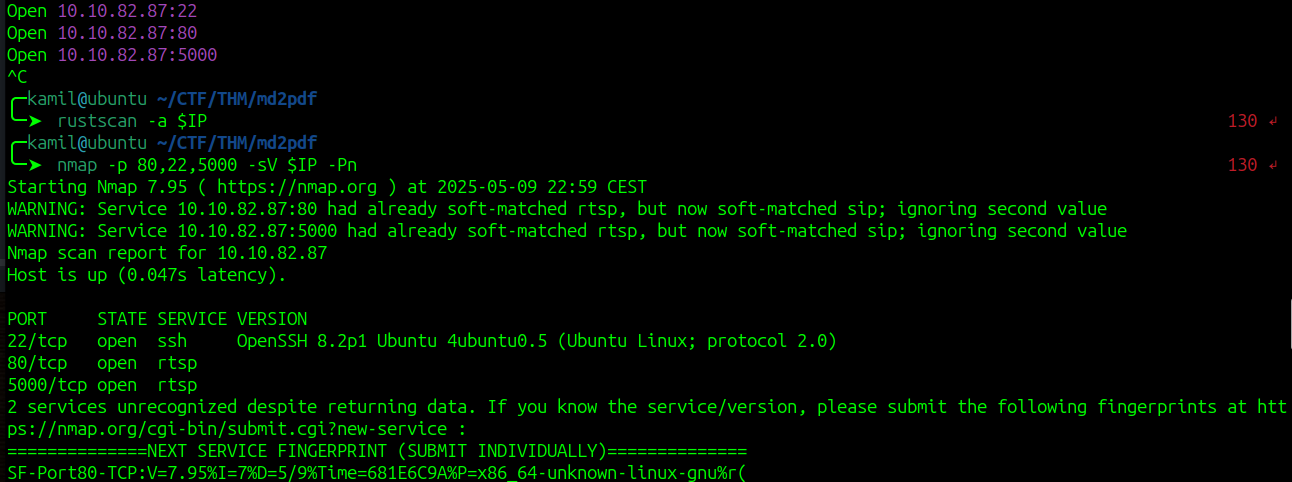 Open 10.10.82.87:22
Open 10.10.82.87:80
Open 10.10.82.87:5000
^C
kamil@ubuntu ~/CTF/THM/md2pdf
➤ rustscan -a $IP 130 ↲
kamil@ubuntu ~/CTF/THM/md2pdf
➤ nmap -p 80,22,5000 -sV $IP -Pn 130 ↲
Starting Nmap 7.95 ( https://nmap.org ) at 2025-05-09 22:59 CEST
WARNING: Service 10.10.82.87:80 had already soft-matched rtsp, but now soft-matched sip; ignoring second value
WARNING: Service 10.10.82.87:5000 had already soft-matched rtsp, but now soft-matched sip; ignoring second value
Nmap scan report for 10.10.82.87
Host is up (0.047s latency).
PORT     STATE SERVICE VERSION
22/tcp   open  ssh     OpenSSH 8.2p1 Ubuntu 4ubuntu0.5 (Ubuntu Linux; protocol 2.0)
80/tcp   open  rtsp
5000/tcp open  rtsp
2 services unrecognized despite returning data. If you know the service/version, please submit the following fingerprints at htt
ps://nmap.org/cgi-bin/submit.cgi?new-service :
==============NEXT SERVICE FINGERPRINT (SUBMIT INDIVIDUALLY)==============
SF-Port80-TCP:V=7.95%I=7%D=5/9%Time=681E6C9A%P=x86_64-unknown-linux-gnu%r(